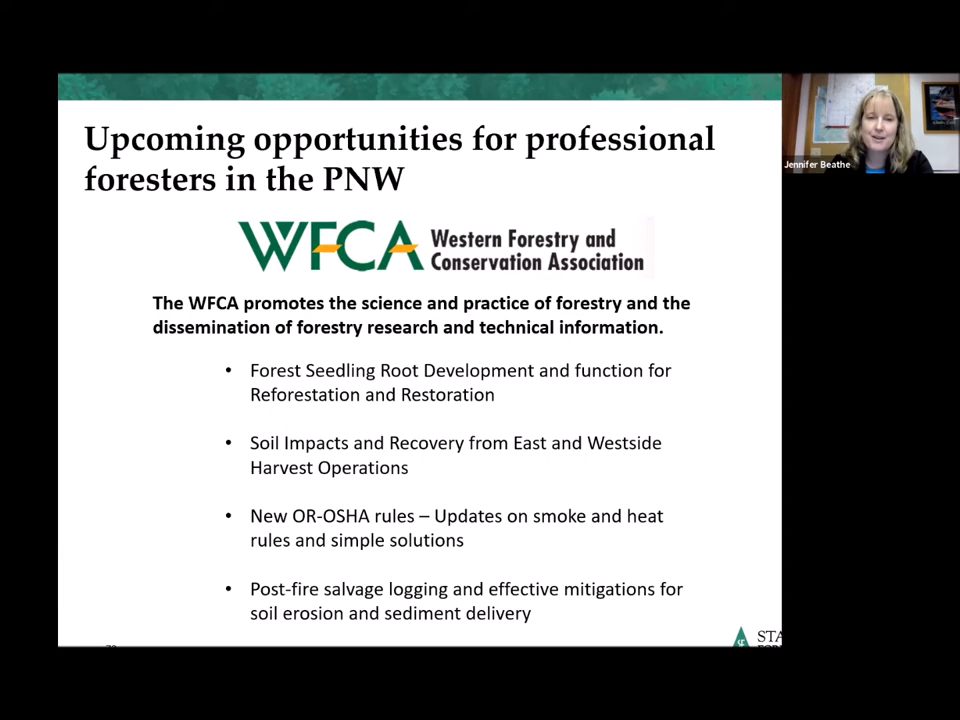 Upcoming opportunities for professional
foresters in the PNW
Jennifer Beathe
WFCA
Western Forestry and
Conservation Association
The WFCA promotes the science and practice of forestry and the
dissemination of forestry research and technical information.
• Forest Seedling Root Development and function for
Reforestation and Restoration
• Soil Impacts and Recovery from East and Westside
Harvest Operations
• New OR-OSHA rules – Updates on smoke and heat
rules and simple solutions
• Post-fire salvage logging and effective mitigations for
soil erosion and sediment delivery
STA